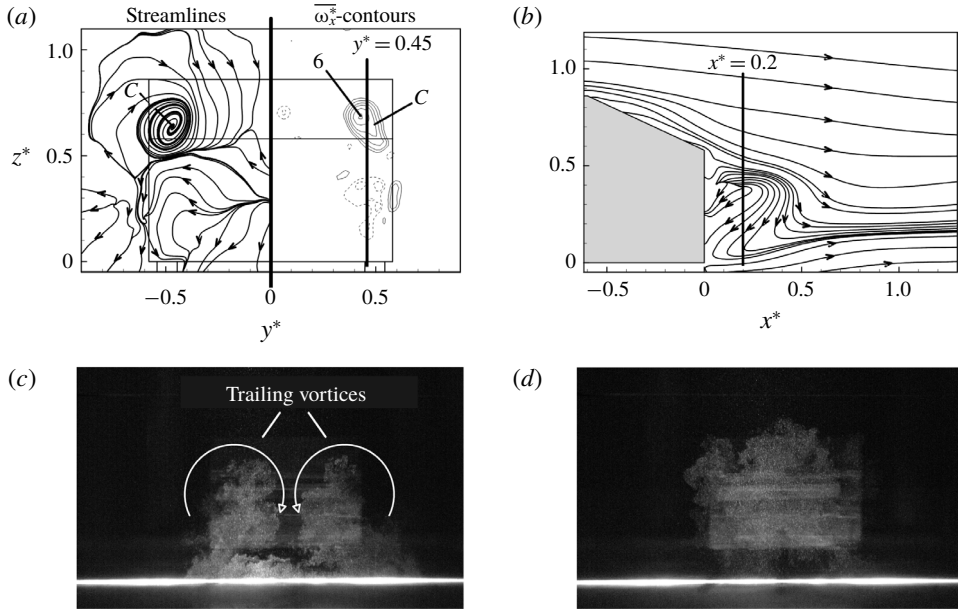 (a)
Streamlines
ω*x-contours
1.0
y* = 0.45
6
C
C
z*
0.5
0
−0.5
0
0.5
y*
(b)
1.0
x* = 0.2
0.5
0
−0.5
0
0.5
1.0
x*
(c)
Trailing vortices
(d)